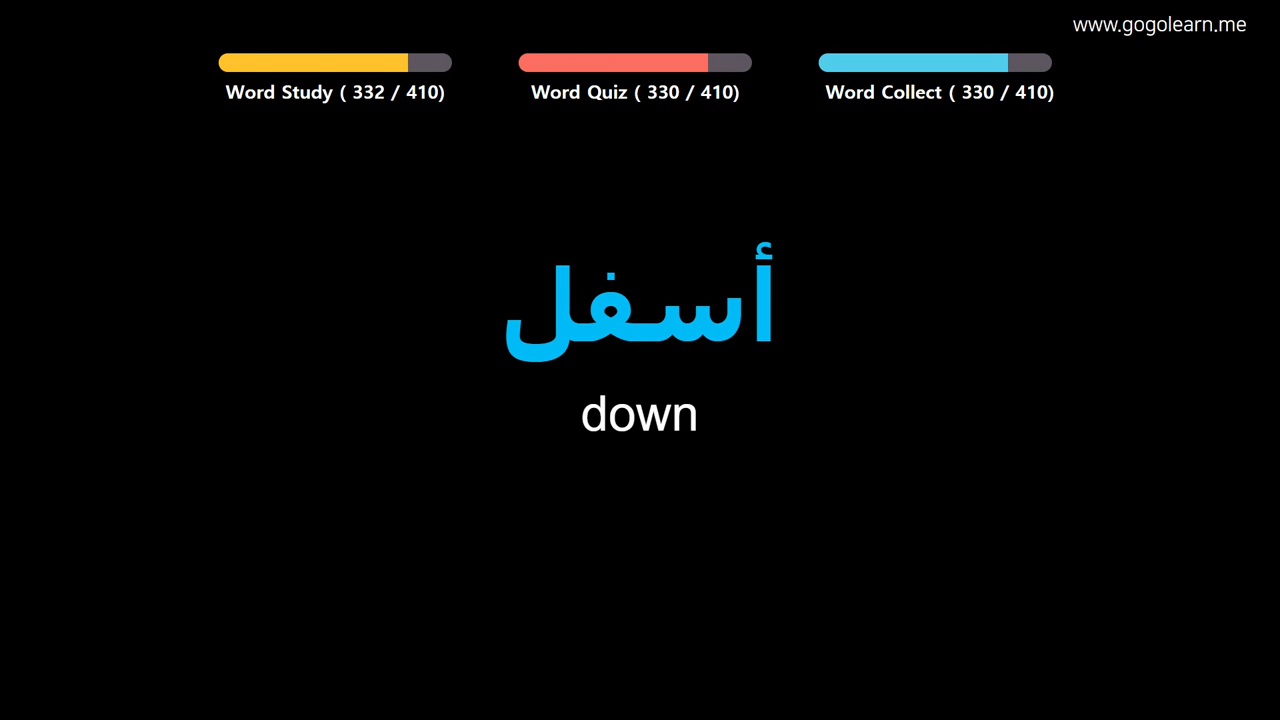 www.gogolearn.me
Word Study ( 332 / 410)
Word Quiz ( 330 / 410)
Word Collect ( 330 / 410)
أسفل
down